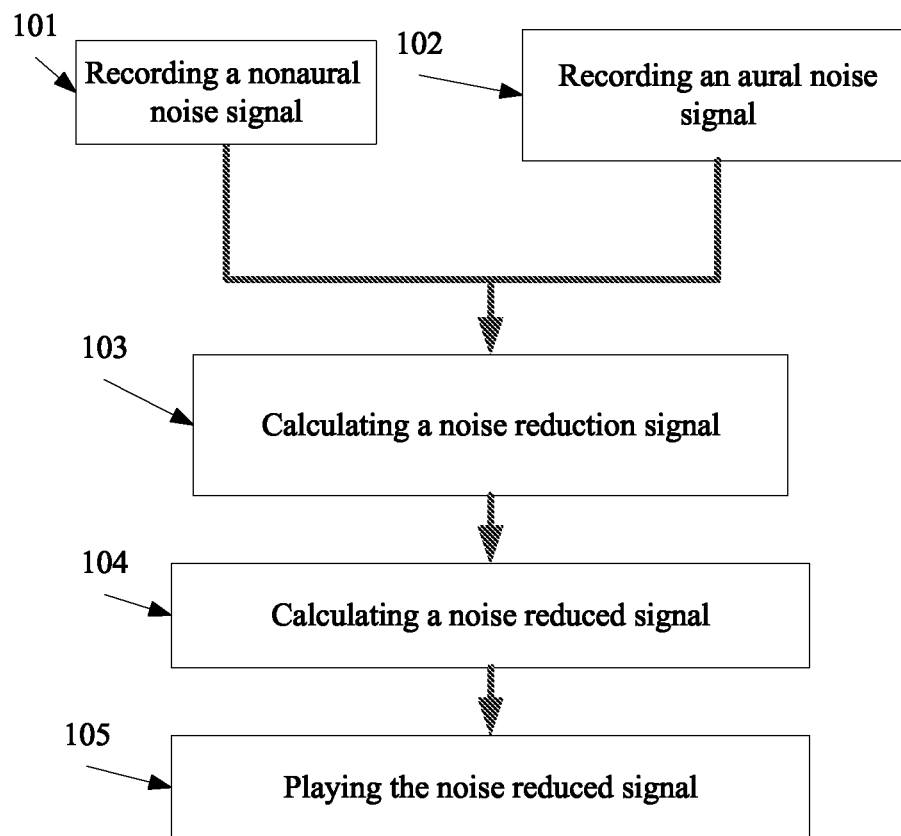 101
Recording a nonaural
noise signal
102
Recording an aural noise
signal
103
Calculating a noise reduction signal
104
Calculating a noise reduced signal
105
Playing the noise reduced signal